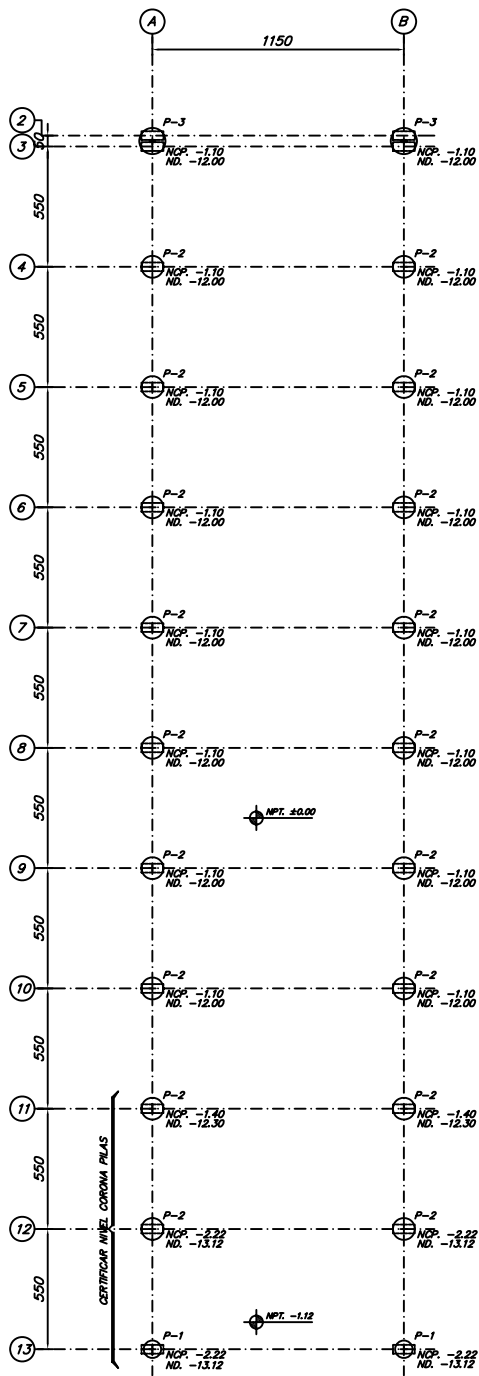 A B
1150
2 P-3 P-3
50
3 NCP. -1.10 NCP. -1.10
ND. -12.00 ND. -12.00
550
P-2 P-2
4 NCP. -1.10 NCP. -1.10
ND. -12.00 ND. -12.00
550
P-2 P-2
5 NCP. -1.10 NCP. -1.10
ND. -12.00 ND. -12.00
550
P-2 P-2
6 NCP. -1.10 NCP. -1.10
ND. -12.00 ND. -12.00
550
P-2 P-2
7 NCP. -1.10 NCP. -1.10
ND. -12.00 ND. -12.00
550
P-2 P-2
8 NCP. -1.10 NCP. -1.10
ND. -12.00 ND. -12.00
550
NPT. ±0.00
P-2 P-2
9 NCP. -1.10 NCP. -1.10
ND. -12.00 ND. -12.00
550
P-2 P-2
10 NCP. -1.10 NCP. -1.10
ND. -12.00 ND. -12.00
550
P-2 P-2
11 NCP. -1.40 NCP. -1.40
ND. -12.30 ND. -12.30
550
CERTIFICAR NIVEL CORONA PILAS
P-2 P-2
12 NCP. -2.22 NCP. -2.22
ND. -13.12 ND. -13.12
550
NPT. -1.12
P-1 P-1
13 NCP. -2.22 NCP. -2.22
ND. -13.12 ND. -13.12